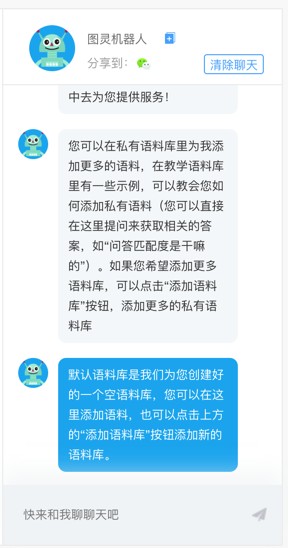 图灵机器人
分享到：
清除聊天
中去为您提供服务！
您可以在私有语料库里为我添
加更多的语料，在教学语料库
里有一些示例，可以教会您如
何添加私有语料（您可以直接
在这里提问来获取相关的答
案，如“问答匹配度是干嘛
的”）。如果您希望添加更多
语料库，可以点击“添加语料
库”按钮，添加更多的私有语
料库
默认语料库是我们为您创建好
的一个空语料库，您可以在这
里添加语料，也可以点击上方
的“添加语料库”按钮添加新的
语料库。
快来和我聊聊天吧